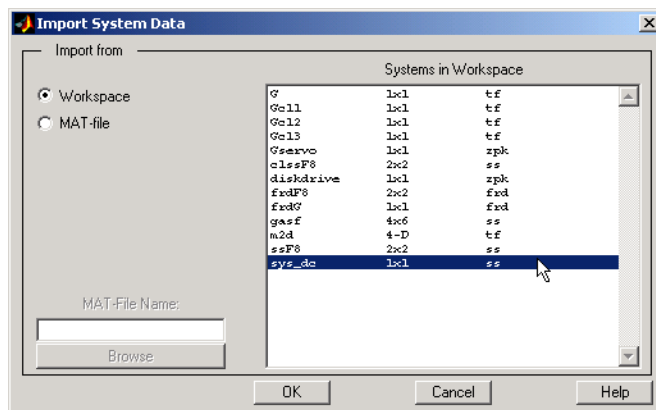 Import System Data
Import from
Systems in Workspace
Workspace
MAT-file
G 1x1 tf
Gcl1 1x1 tf
Gcl2 1x1 tf
Gcl3 1x1 tf
Gservo 1x1 zpk
clssF8 2x2 ss
diskdrive 1x1 zpk
frdF8 2x2 frd
frdG 1x1 frd
gasf 4x6 ss
m2d 4-D tf
ssF8 2x2 ss
sys_dc 1x1 ss
MAT-File Name:
Browse
OK Cancel Help